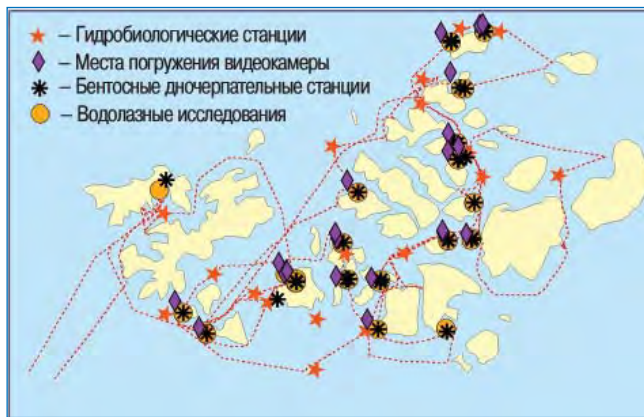 – Гидробиологические станции
– Места погружения видеокамеры
– Бентосные дночерпательные станции
– Водолазные исследования